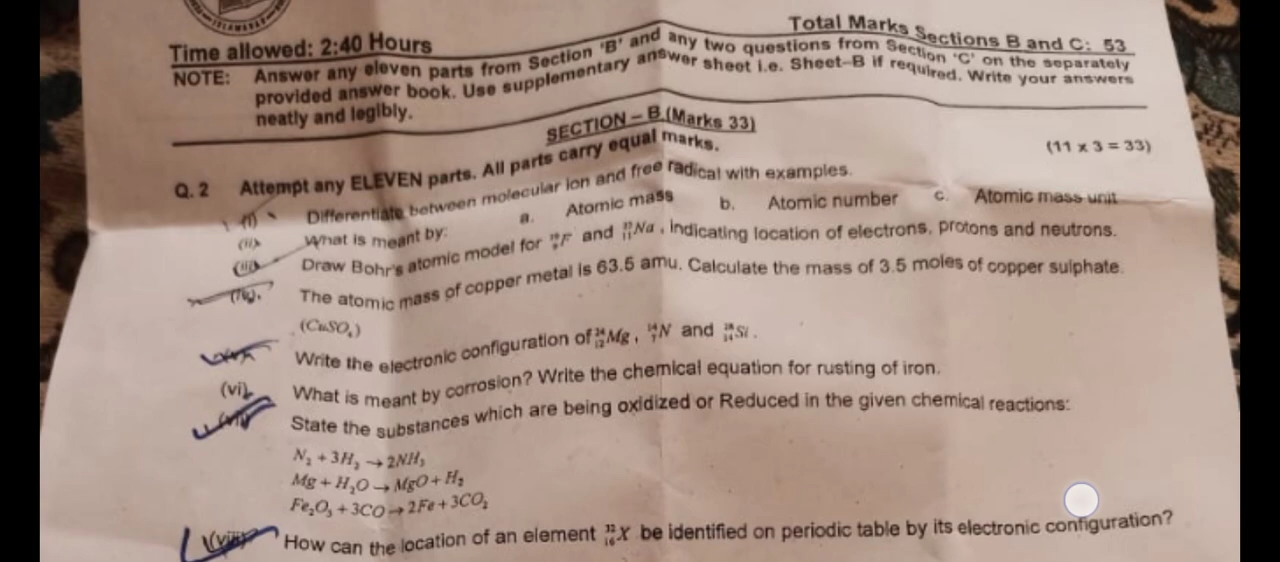 ISLAMABAD
Time allowed: 2:40 Hours
Total Marks Sections B and C: 53
NOTE: Answer any eleven parts from Section 'B' and any two questions from Section 'C' on the separately
provided answer book. Use supplementary answer sheet i.e. Sheet–B if required. Write your answers
neatly and legibly.
SECTION – B (Marks 33)
Q. 2 Attempt any ELEVEN parts. All parts carry equal marks. (11 x 3 = 33)
(i) Differentiate between molecular ion and free radical with examples.
(ii) What is meant by: a. Atomic mass b. Atomic number c. Atomic mass unit
(iii) Draw Bohr's atomic model for F and ₁₁Na, indicating location of electrons, protons and neutrons.
(iv). The atomic mass of copper metal is 63.5 amu. Calculate the mass of 3.5 moles of copper sulphate.
(CuSO₄)
Write the electronic configuration of ²⁴₁₂Mg, ¹⁴₇N and ²⁸₁₄Si.
(vi) What is meant by corrosion? Write the chemical equation for rusting of iron.
State the substances which are being oxidized or Reduced in the given chemical reactions:
N₂ + 3H₂ → 2NH₃
Mg + H₂O → MgO + H₂
Fe₂O₃ + 3CO → 2Fe + 3CO₂
(viii) How can the location of an element ³²₁₆X be identified on periodic table by its electronic configuration?